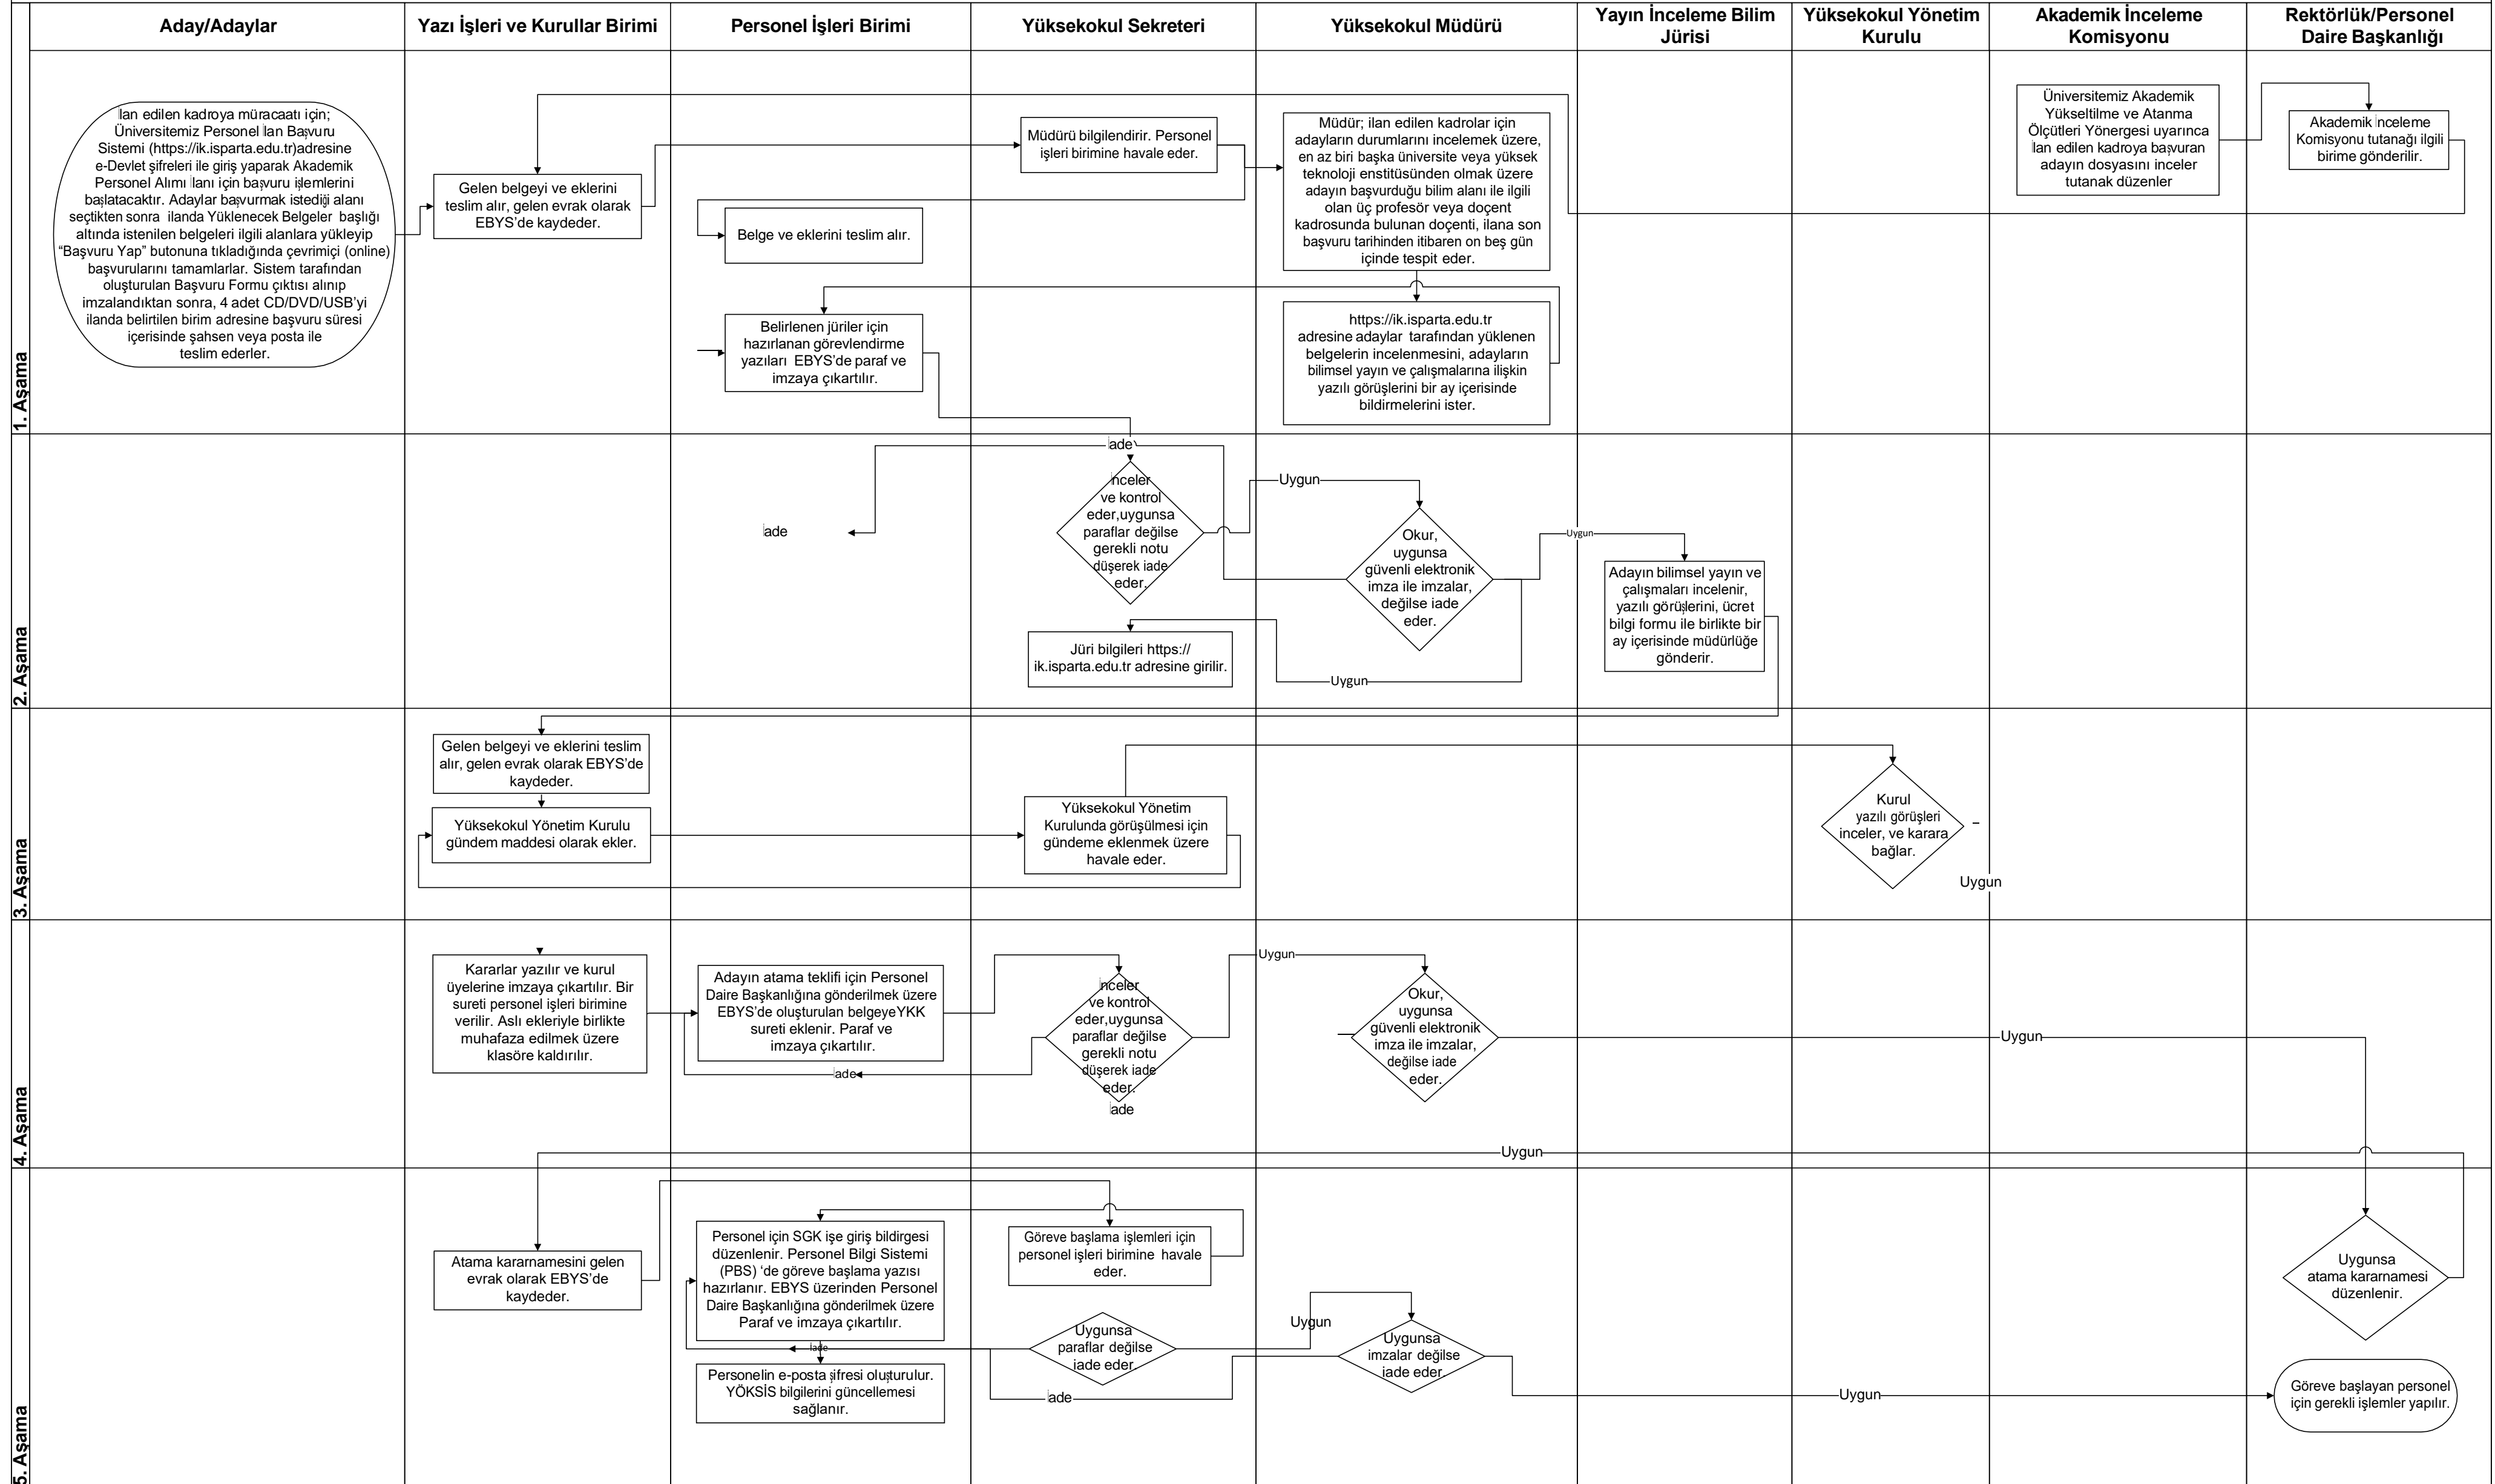 Aday/Adaylar
Yazı İşleri ve Kurullar Birimi
Personel İşleri Birimi
Yüksekokul Sekreteri
Yüksekokul Müdürü
Yayın İnceleme Bilim
Jürisi
Yüksekokul Yönetim
Kurulu
Akademik İnceleme
Komisyonu
Rektörlük/Personel
Daire Başkanlığı
1. Aşama
İlan edilen kadroya müracaatı için;
Üniversitemiz Personel İlan Başvuru
Sistemi (https://ik.isparta.edu.tr)adresine
e-Devlet şifreleri ile giriş yaparak Akademik
Personel Alımı İlanı için başvuru işlemlerini
başlatacaktır. Adaylar başvurmak istediği alanı
seçtikten sonra ilanda Yüklenecek Belgeler başlığı
altında istenilen belgeleri ilgili alanlara yükleyip
“Başvuru Yap” butonuna tıkladığında çevrimiçi (online)
başvurularını tamamlarlar. Sistem tarafından
oluşturulan Başvuru Formu çıktısı alınıp
imzalandıktan sonra, 4 adet CD/DVD/USB’yi
ilanda belirtilen birim adresine başvuru süresi
içerisinde şahsen veya posta ile
teslim ederler.
Gelen belgeyi ve eklerini
teslim alır, gelen evrak olarak
EBYS’de kaydeder.
Belge ve eklerini teslim alır.
Belirlenen jüriler için
hazırlanan görevlendirme
yazıları EBYS’de paraf ve
imzaya çıkartılır.
Müdürü bilgilendirir. Personel
işleri birimine havale eder.
Müdür; ilan edilen kadrolar için
adayların durumlarını incelemek üzere,
en az biri başka üniversite veya yüksek
teknoloji enstitüsünden olmak üzere
adayın başvurduğu bilim alanı ile ilgili
olan üç profesör veya doçent
kadrosunda bulunan doçenti, ilana son
başvuru tarihinden itibaren on beş gün
içinde tespit eder.
https://ik.isparta.edu.tr
adresine adaylar tarafından yüklenen
belgelerin incelenmesini, adayların
bilimsel yayın ve çalışmalarına ilişkin
yazılı görüşlerini bir ay içerisinde
bildirmelerini ister.
Üniversitemiz Akademik
Yükseltilme ve Atanma
Ölçütleri Yönergesi uyarınca
İlan edilen kadroya başvuran
adayın dosyasını inceler
tutanak düzenler
Akademik İnceleme
Komisyonu tutanağı ilgili
birime gönderilir.
2. Aşama
İade
İade
İnceler
ve kontrol
eder,uygunsa
paraflar değilse
gerekli notu
düşerek iade
eder.
Uygun
Okur,
uygunsa
güvenli elektronik
imza ile imzalar,
değilse iade
eder.
Uygun
Adayın bilimsel yayın ve
çalışmaları incelenir,
yazılı görüşlerini, ücret
bilgi formu ile birlikte bir
ay içerisinde müdürlüğe
gönderir.
Jüri bilgileri https://
ik.isparta.edu.tr adresine girilir.
Uygun
3. Aşama
Gelen belgeyi ve eklerini teslim
alır, gelen evrak olarak EBYS’de
kaydeder.
Yüksekokul Yönetim Kurulu
gündem maddesi olarak ekler.
Yüksekokul Yönetim
Kurulunda görüşülmesi için
gündeme eklenmek üzere
havale eder.
Kurul
yazılı görüşleri
inceler, ve karara
bağlar.
Uygun
4. Aşama
Kararlar yazılır ve kurul
üyelerine imzaya çıkartılır. Bir
sureti personel işleri birimine
verilir. Aslı ekleriyle birlikte
muhafaza edilmek üzere
klasöre kaldırılır.
Adayın atama teklifi için Personel
Daire Başkanlığına gönderilmek üzere
EBYS’de oluşturulan belgeyeYKK
sureti eklenir. Paraf ve
imzaya çıkartılır.
İade
İnceler
ve kontrol
eder,uygunsa
paraflar değilse
gerekli notu
düşerek iade
eder.
İade
Uygun
Okur,
uygunsa
güvenli elektronik
imza ile imzalar,
değilse iade
eder.
Uygun
Uygun
5. Aşama
Atama kararnamesini gelen
evrak olarak EBYS’de
kaydeder.
Personel için SGK işe giriş bildirgesi
düzenlenir. Personel Bilgi Sistemi
(PBS) ‘de göreve başlama yazısı
hazırlanır. EBYS üzerinden Personel
Daire Başkanlığına gönderilmek üzere
Paraf ve imzaya çıkartılır.
İade
Personelin e-posta şifresi oluşturulur.
YÖKSİS bilgilerini güncellemesi
sağlanır.
Göreve başlama işlemleri için
personel işleri birimine havale
eder.
Uygunsa
paraflar değilse
iade eder.
İade
Uygun
Uygunsa
imzalar değilse
iade eder.
Uygun
Uygunsa
atama kararnamesi
düzenlenir.
Göreve başlayan personel
için gerekli işlemler yapılır.